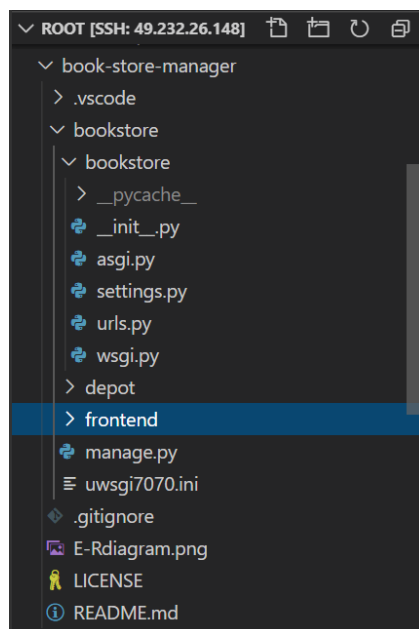 ROOT [SSH: 49.232.26.148]
book-store-manager
.vscode
bookstore
bookstore
__pycache__
__init__.py
asgi.py
settings.py
urls.py
wsgi.py
depot
frontend
manage.py
uwsgi7070.ini
.gitignore
E-Rdiagram.png
LICENSE
README.md